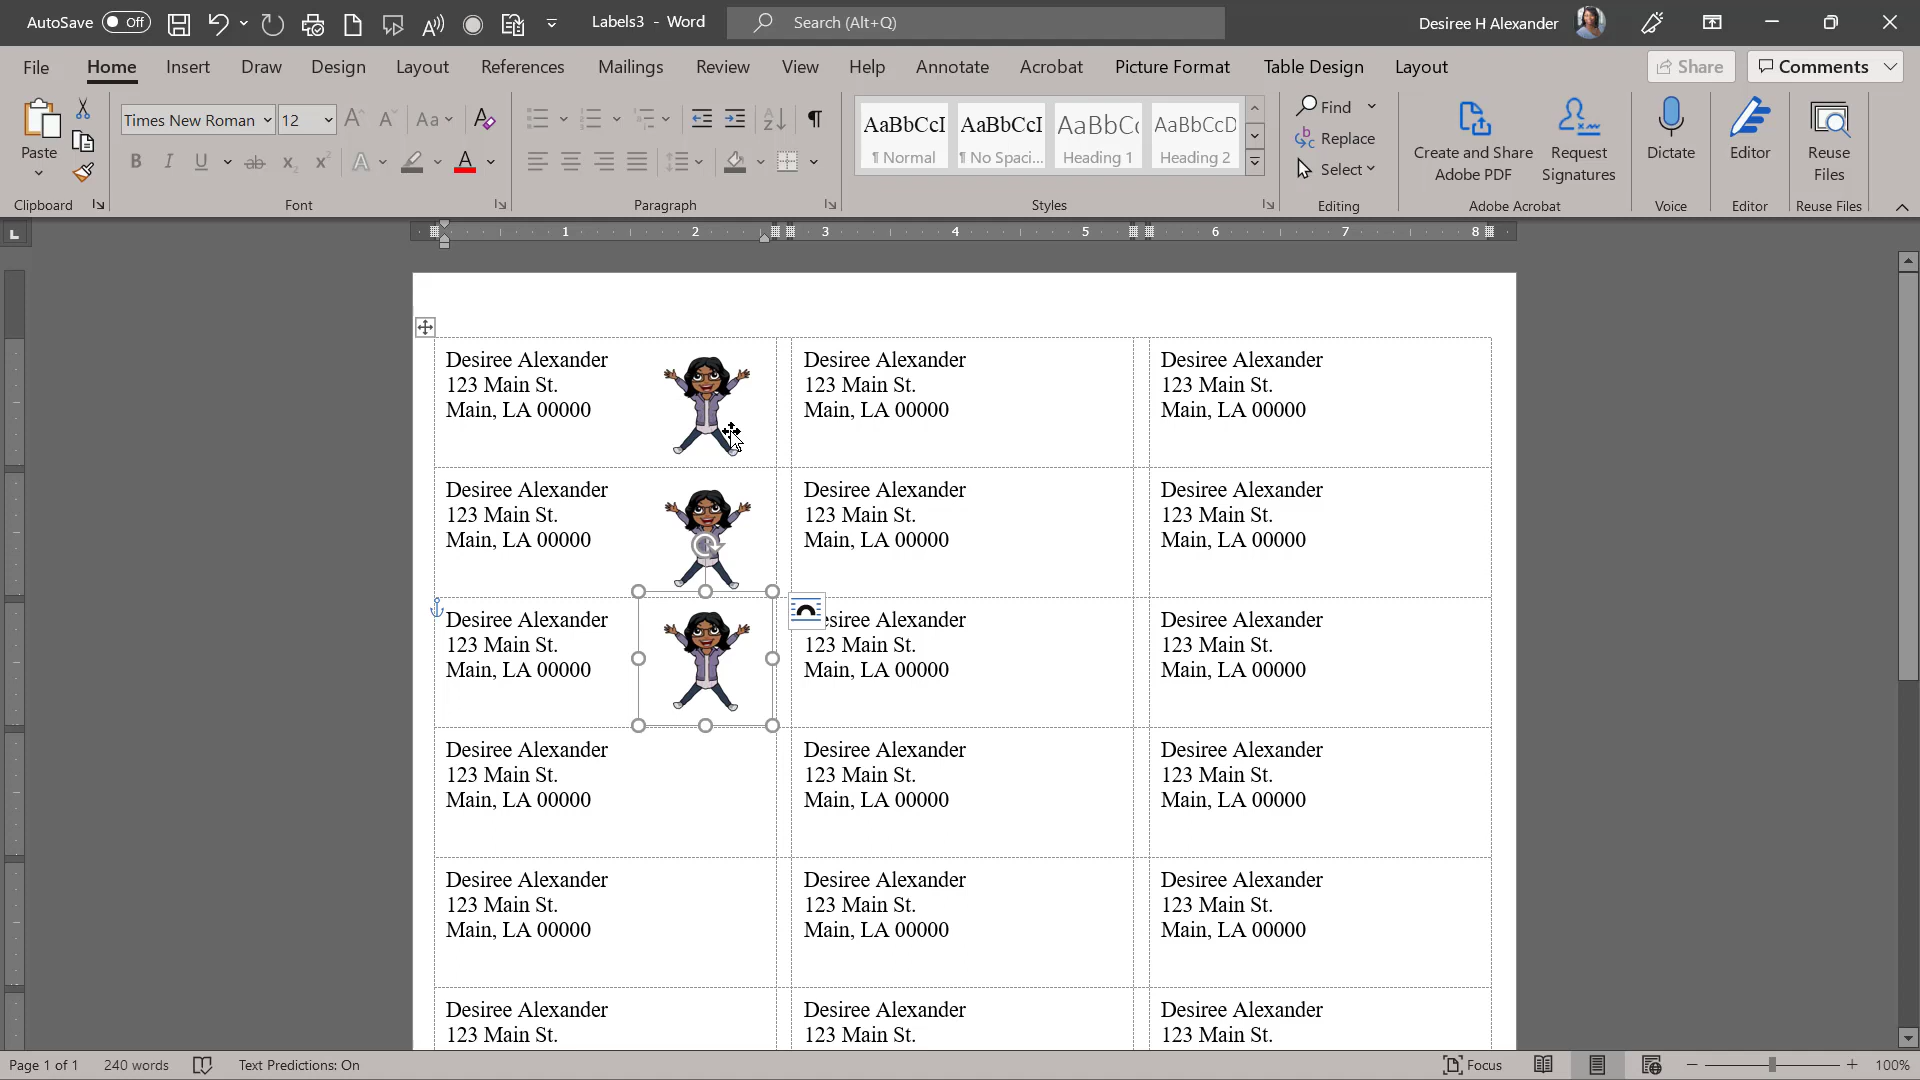 AutoSave Off Labels3 - Word Search (Alt+Q) Desiree H Alexander
File Home Insert Draw Design Layout References Mailings Review View Help Annotate Acrobat Picture Format Table Design Layout Share Comments
Times New Roman 12 Aa
AaBbCcI AaBbCcI AaBbC AaBbCcD
Find
Replace
Select
Paste
¶ Normal ¶ No Spaci... Heading 1 Heading 2
Create and Share Adobe PDF
Request Signatures
Dictate
Editor
Reuse Files
Clipboard Font Paragraph Styles Editing Adobe Acrobat Voice Editor Reuse Files
1 2 3 4 5 6 7 8
Desiree Alexander Desiree Alexander Desiree Alexander
123 Main St. 123 Main St. 123 Main St.
Main, LA 00000 Main, LA 00000 Main, LA 00000
Desiree Alexander Desiree Alexander Desiree Alexander
123 Main St. 123 Main St. 123 Main St.
Main, LA 00000 Main, LA 00000 Main, LA 00000
Desiree Alexander esiree Alexander Desiree Alexander
123 Main St. 123 Main St. 123 Main St.
Main, LA 00000 Main, LA 00000 Main, LA 00000
Desiree Alexander Desiree Alexander Desiree Alexander
123 Main St. 123 Main St. 123 Main St.
Main, LA 00000 Main, LA 00000 Main, LA 00000
Desiree Alexander Desiree Alexander Desiree Alexander
123 Main St. 123 Main St. 123 Main St.
Main, LA 00000 Main, LA 00000 Main, LA 00000
Desiree Alexander Desiree Alexander Desiree Alexander
123 Main St. 123 Main St. 123 Main St.
Page 1 of 1 240 words Text Predictions: On Focus 100%